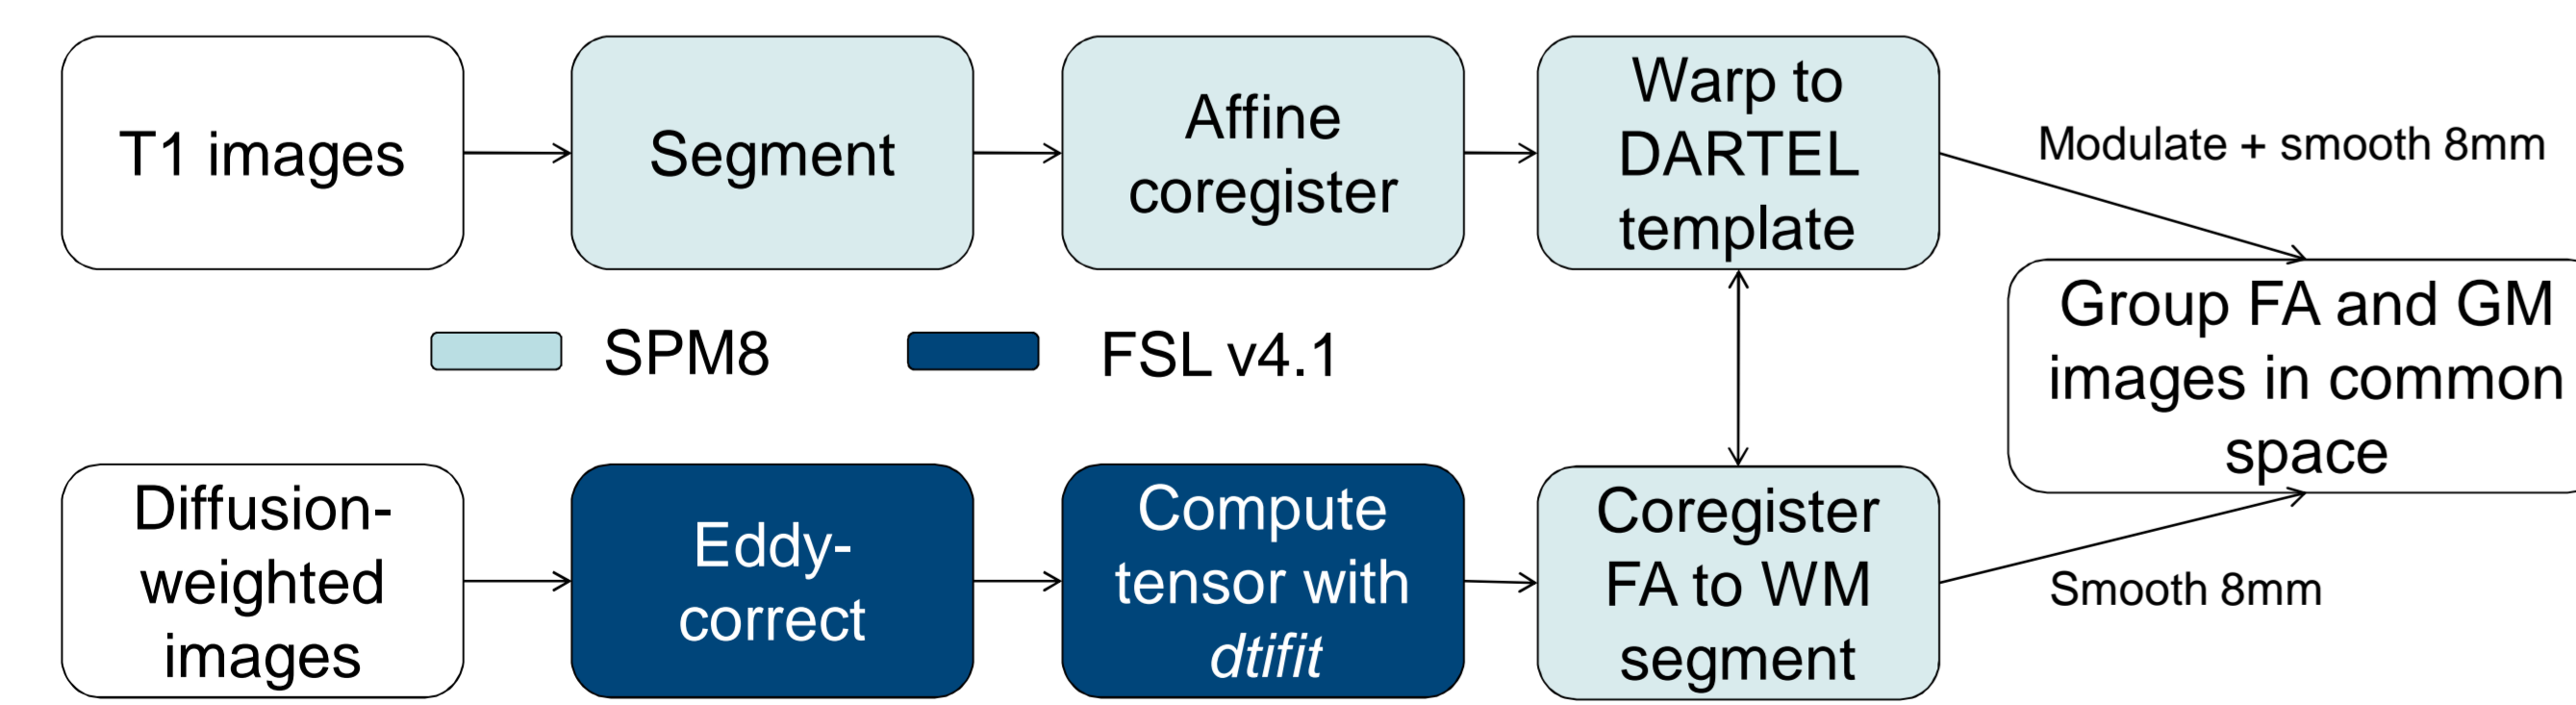 T1 images
Segment
Affine
coregister
Warp to
DARTEL
template
Modulate + smooth 8mm
Group FA and GM
images in common
space
SPM8
FSL v4.1
Diffusion-
weighted
images
Eddy-
correct
Compute
tensor with
dtifit
Coregister
FA to WM
segment
Smooth 8mm